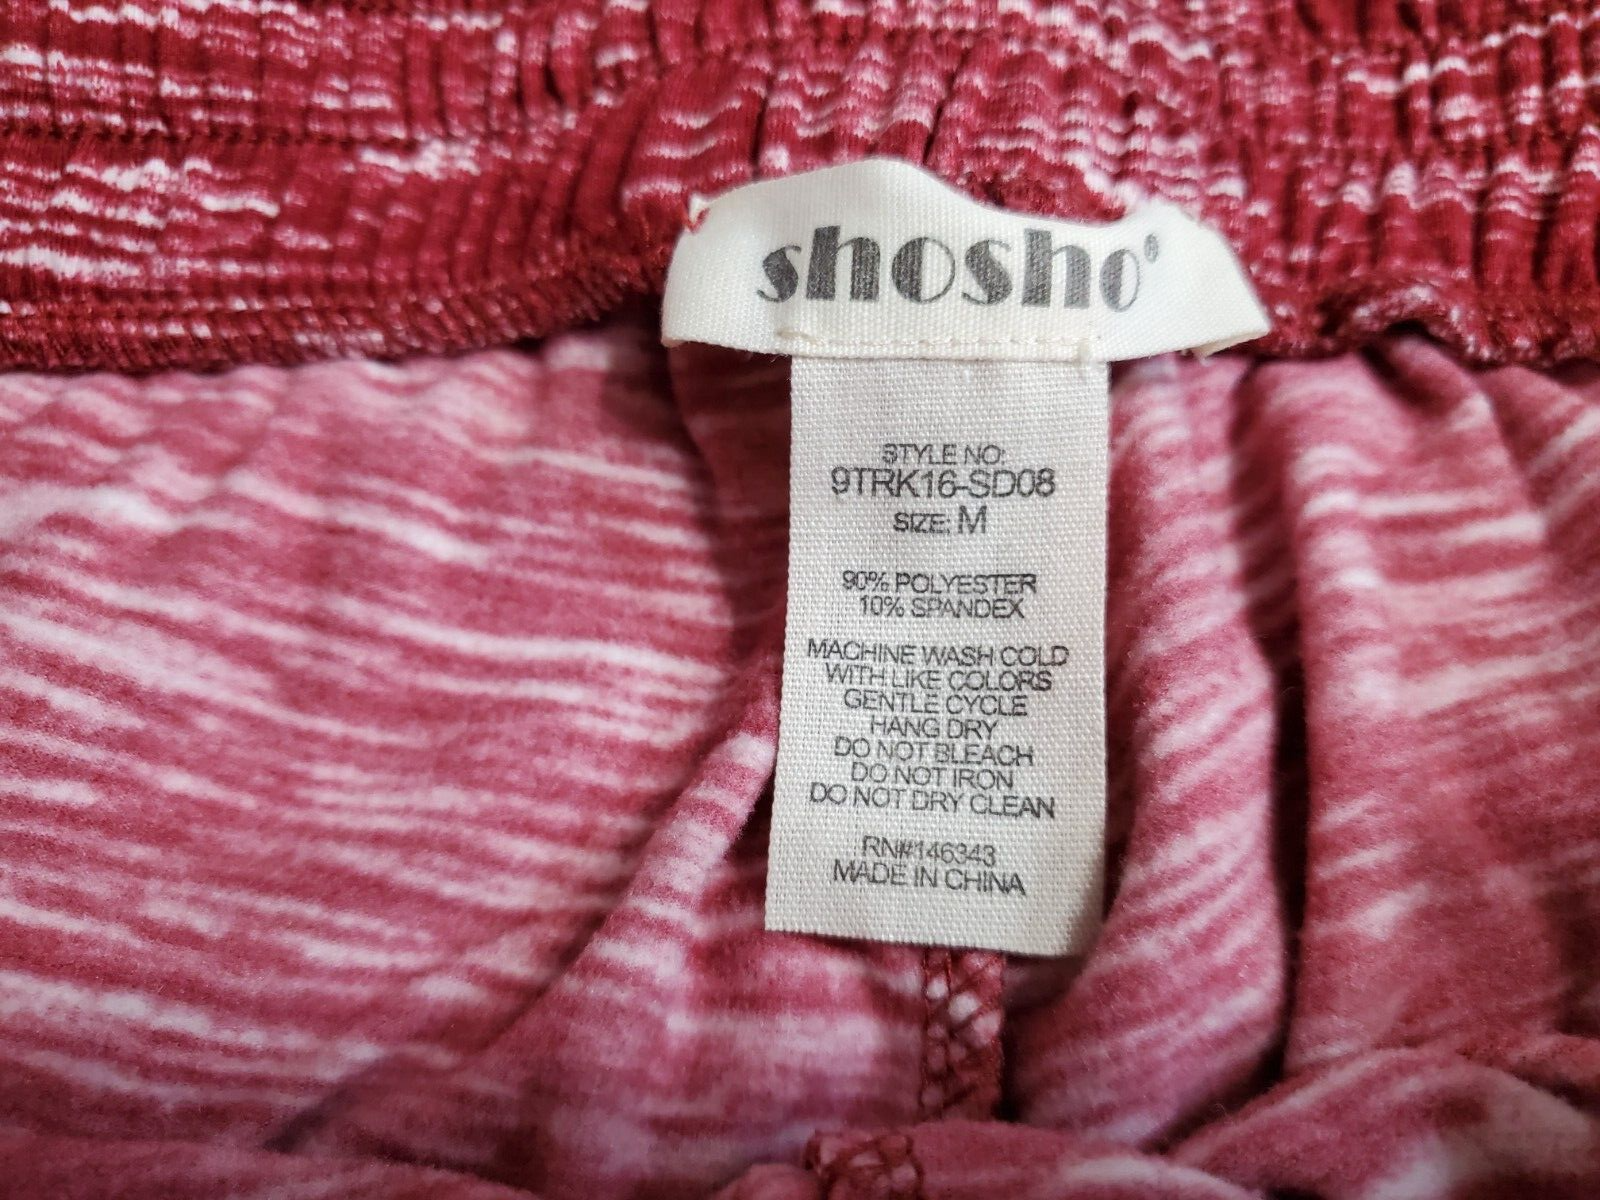 shosho®
STYLE NO:
9TRK16-SD08
SIZE: M
90% POLYESTER
10% SPANDEX
MACHINE WASH COLD
WITH LIKE COLORS
GENTLE CYCLE
HANG DRY
DO NOT BLEACH
DO NOT IRON
DO NOT DRY CLEAN
RN#146343
MADE IN CHINA